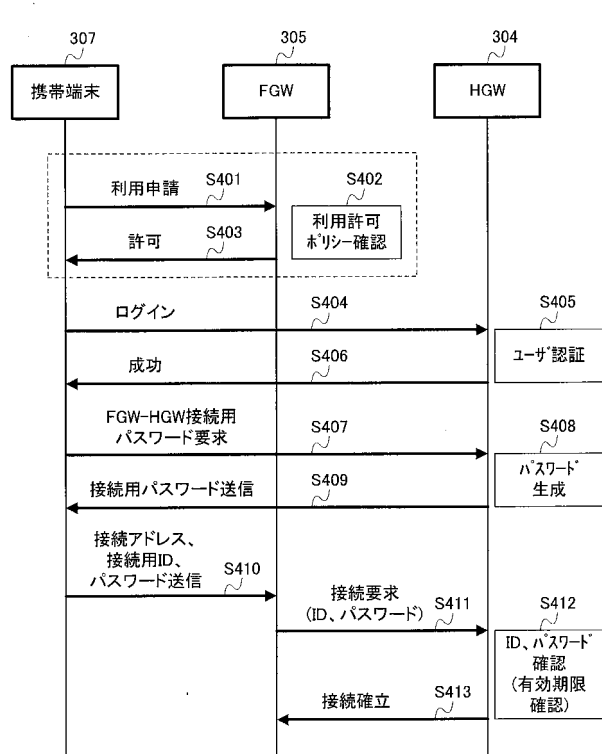 307
305
304
携帯端末
FGW
HGW
利用申請
S401
S402
利用許可
ポリシー確認
許可
S403
ログイン
S404
S405
ユーザ認証
成功
S406
FGW-HGW接続用
パスワード要求
S407
S408
パスワード
生成
接続用パスワード送信
S409
接続アドレス、
接続用ID、
パスワード送信
S410
接続要求
(ID、パスワード)
S411
S412
ID、パスワード
確認
(有効期限
確認)
接続確立
S413